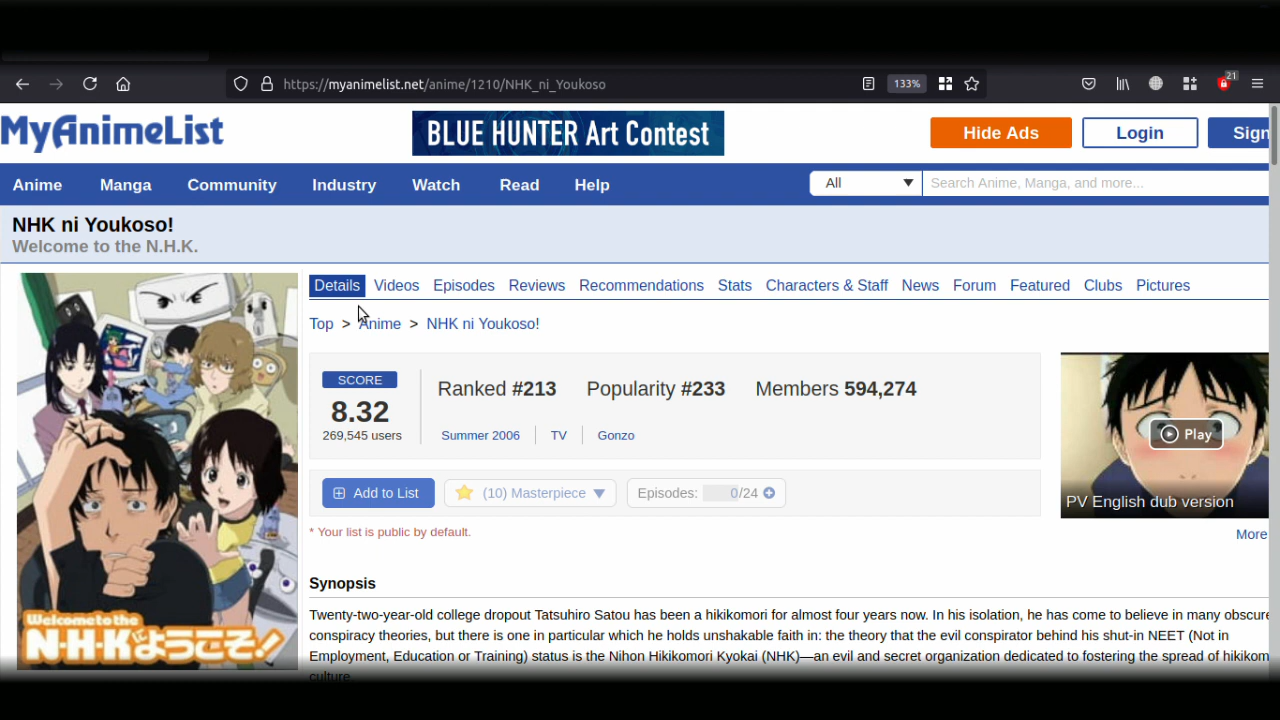 https://myanimelist.net/anime/1210/NHK_ni_Youkoso
133%
21
MyAnimeList
BLUE HUNTER Art Contest
Hide Ads
Login
Sign
Anime
Manga
Community
Industry
Watch
Read
Help
All
Search Anime, Manga, and more...
NHK ni Youkoso!
Welcome to the N.H.K.
Details
Videos
Episodes
Reviews
Recommendations
Stats
Characters & Staff
News
Forum
Featured
Clubs
Pictures
Top > Anime > NHK ni Youkoso!
SCORE
8.32
269,545 users
Ranked #213
Popularity #233
Members 594,274
Summer 2006
TV
Gonzo
Play
PV English dub version
Add to List
(10) Masterpiece
Episodes: 0/24
* Your list is public by default.
More
Synopsis
Twenty-two-year-old college dropout Tatsuhiro Satou has been a hikikomori for almost four years now. In his isolation, he has come to believe in many obscure
conspiracy theories, but there is one in particular which he holds unshakable faith in: the theory that the evil conspirator behind his shut-in NEET (Not in
Employment, Education or Training) status is the Nihon Hikikomori Kyokai (NHK)—an evil and secret organization dedicated to fostering the spread of hikikom
culture.
Welcome to the
N・H・Kにようこそ!